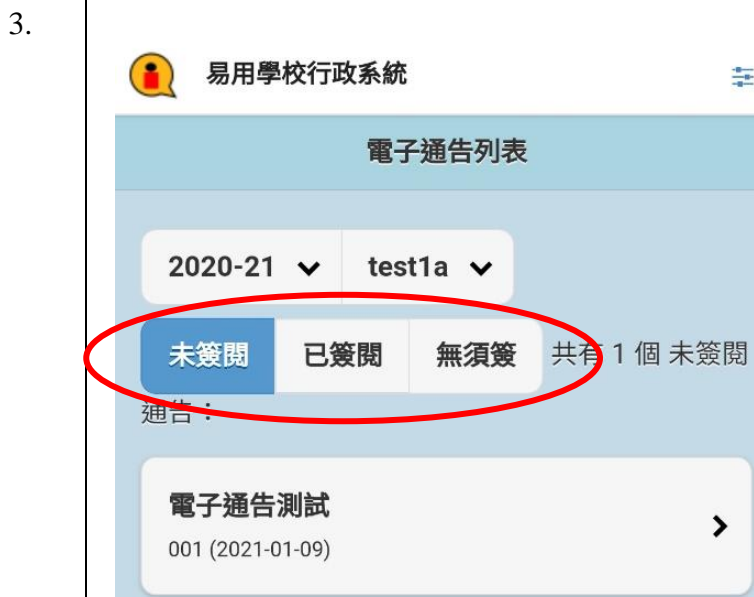 3.
易用學校行政系統
電子通告列表
2020-21 test1a
未簽閱 已簽閱 無須簽 共有 1 個 未簽閱
通告：
電子通告測試
001 (2021-01-09)